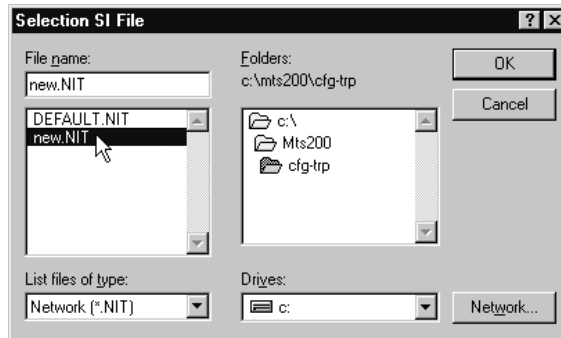 Selection SI File
File name:
new.NIT
DEFAULT.NIT
new.NIT
List files of type:
Network (*.NIT)
Folders:
c:\mts200\cfg-trp
c:\
Mts200
cfg-trp
Drives:
c:
OK
Cancel
Network...